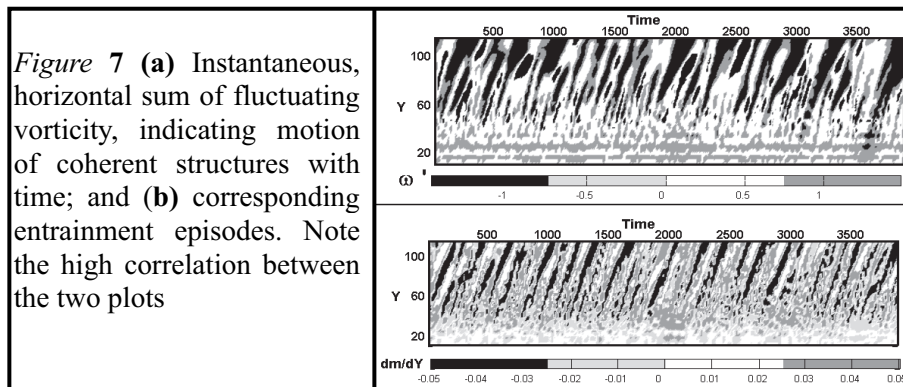 Figure 7 (a) Instantaneous,
horizontal sum of fluctuating
vorticity, indicating motion
of coherent structures with
time; and (b) corresponding
entrainment episodes. Note
the high correlation between
the two plots
Time
500 1000 1500 2000 2500 3000 3500
100
Y 60
20
ω '
-1 -0.5 0 0.5 1
Time
500 1000 1500 2000 2500 3000 3500
100
Y 60
20
dm/dY
-0.05 -0.04 -0.03 -0.02 -0.01 0 0.01 0.02 0.03 0.04